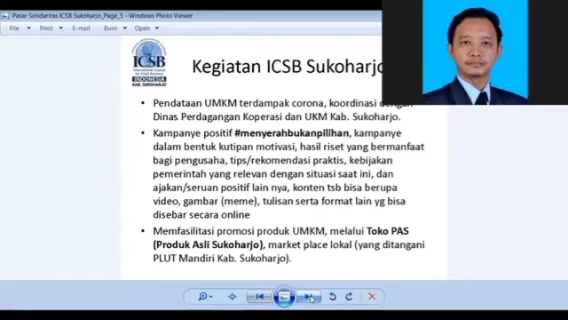 Pasar Solidaritas ICSB Sukoharjo_Page_5 - Windows Photo Viewer
File Print E-mail Burn Open
ICSB
INDONESIA
KAB. SUKOHARJO
Kegiatan ICSB Sukoharjo
• Pendataan UMKM terdampak corona, koordinasi dengan
Dinas Perdagangan Koperasi dan UKM Kab. Sukoharjo.
• Kampanye positif #menyerahbukanpilihan, kampanye
dalam bentuk kutipan motivasi, hasil riset yang bermanfaat
bagi pengusaha, tips/rekomendasi praktis, kebijakan
pemerintah yang relevan dengan situasi saat ini, dan
ajakan/seruan positif lain nya, konten tsb bisa berupa
video, gambar (meme), tulisan serta format lain yg bisa
disebar secara online
• Memfasilitasi promosi produk UMKM, melalui Toko PAS
(Produk Asli Sukoharjo), market place lokal (yang ditangani
PLUT Mandiri Kab. Sukoharjo).